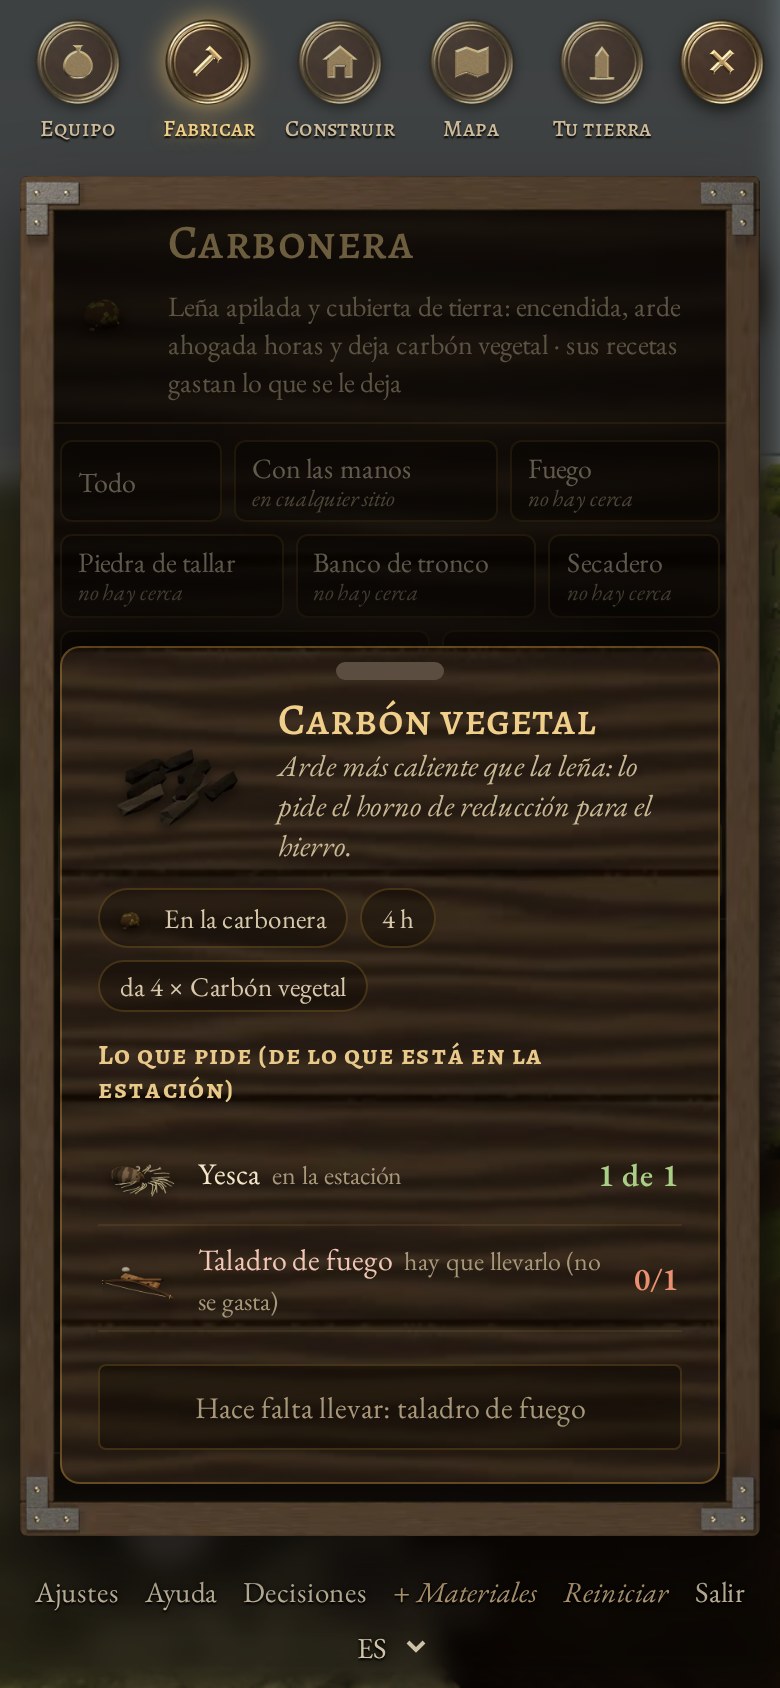 Equipo
Fabricar
Construir
Mapa
Tu tierra
Carbonera
Leña apilada y cubierta de tierra: encendida, arde
ahogada horas y deja carbón vegetal · sus recetas
gastan lo que se le deja
Todo
Con las manos
en cualquier sitio
Fuego
no hay cerca
Piedra de tallar
no hay cerca
Banco de tronco
no hay cerca
Secadero
no hay cerca
Carbón vegetal
Arde más caliente que la leña: lo
pide el horno de reducción para el
hierro.
En la carbonera
4 h
da 4 × Carbón vegetal
Lo que pide (de lo que está en la
estación)
Yesca en la estación 1 de 1
Taladro de fuego hay que llevarlo (no
se gasta)
0/1
Hace falta llevar: taladro de fuego
Ajustes Ayuda Decisiones + Materiales Reiniciar Salir
ES